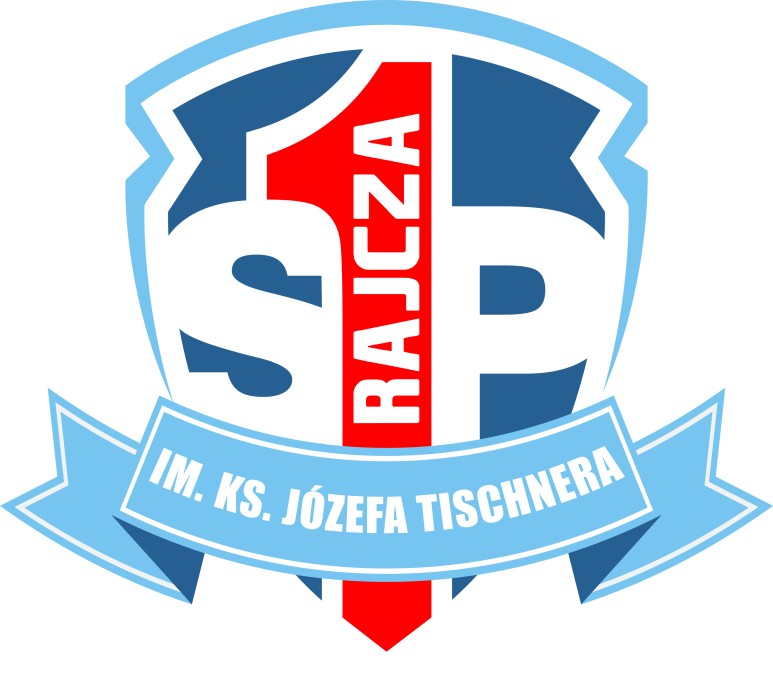 SP
1
RAJCZA
IM. KS. JÓZEFA TISCHNERA